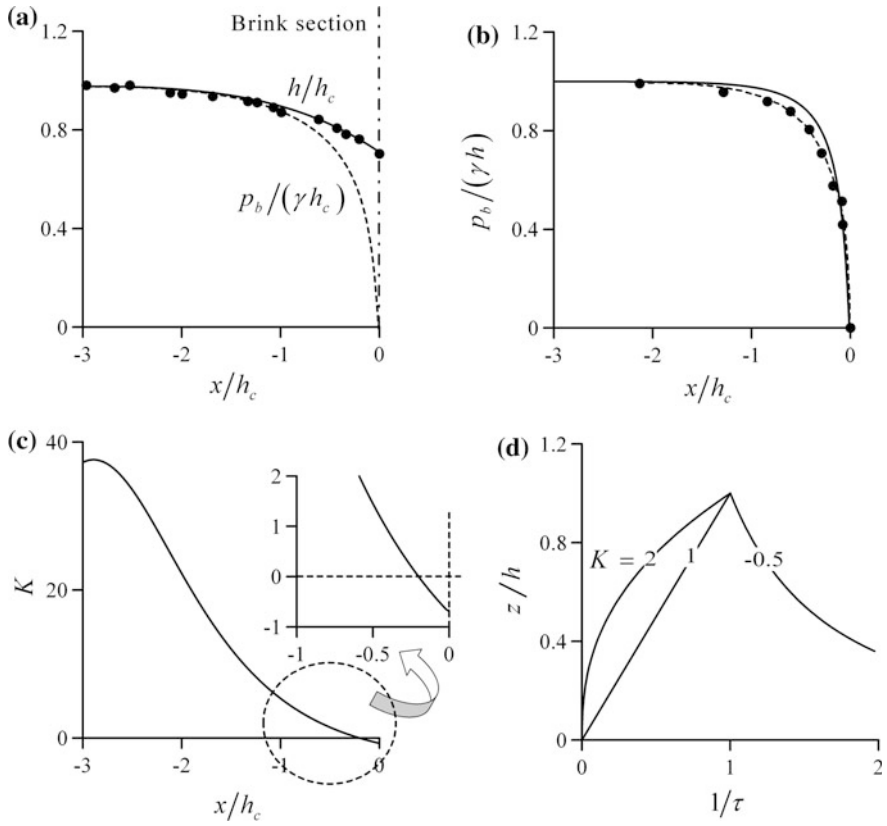 (a)
1.2
0.8
0.4
0
-3
-2
-1
0
x/h_c
Brink section
h/h_c
p_b/(γh_c)
(b)
1.2
0.8
0.4
0
p_b/(γh)
-3
-2
-1
0
x/h_c
(c)
40
20
0
K
-3
-2
-1
0
x/h_c
2
1
0
-1
-1
-0.5
0
(d)
1.2
0.8
0.4
0
z/h
K = 2
1
-0.5
0
1
2
1/τ